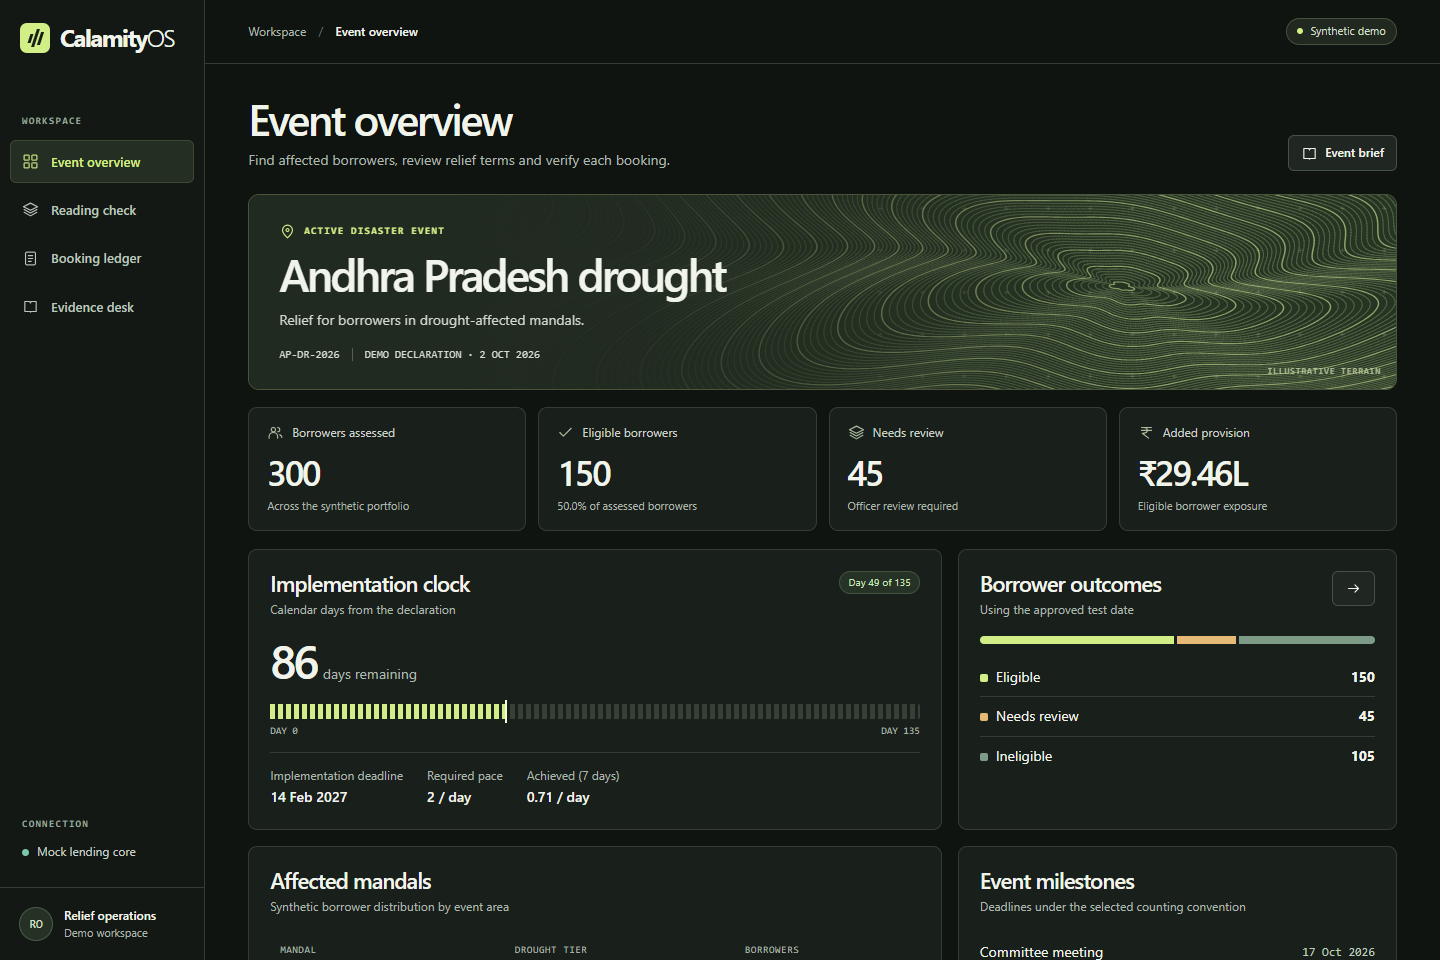 CalamityOS
WORKSPACE
Event overview
Reading check
Booking ledger
Evidence desk
CONNECTION
Mock lending core
RO
Relief operations
Demo workspace
Workspace / Event overview
Synthetic demo
Event overview
Find affected borrowers, review relief terms and verify each booking.
Event brief
ACTIVE DISASTER EVENT
Andhra Pradesh drought
Relief for borrowers in drought-affected mandals.
AP-DR-2026 | DEMO DECLARATION · 2 OCT 2026
ILLUSTRATIVE TERRAIN
Borrowers assessed
300
Across the synthetic portfolio
Eligible borrowers
150
50.0% of assessed borrowers
Needs review
45
Officer review required
Added provision
₹29.46L
Eligible borrower exposure
Implementation clock
Day 49 of 135
Calendar days from the declaration
86 days remaining
DAY 0
DAY 135
Implementation deadline
14 Feb 2027
Required pace
2 / day
Achieved (7 days)
0.71 / day
Borrower outcomes
Using the approved test date
Eligible 150
Needs review 45
Ineligible 105
Affected mandals
Synthetic borrower distribution by event area
MANDAL DROUGHT TIER BORROWERS
Event milestones
Deadlines under the selected counting convention
Committee meeting 17 Oct 2026